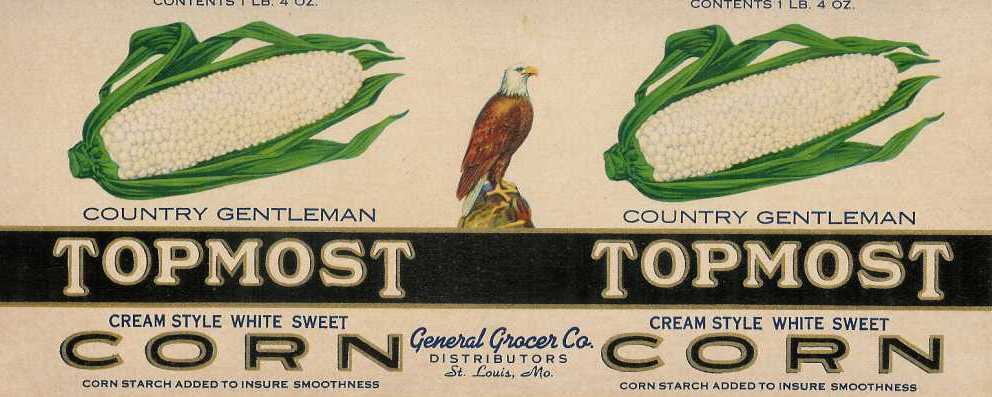 CONTENTS 1 LB. 4 OZ.
COUNTRY GENTLEMAN
TOPMOST
CREAM STYLE WHITE SWEET
CORN
CORN STARCH ADDED TO INSURE SMOOTHNESS
General Grocer Co.
DISTRIBUTORS
St. Louis, Mo.
CONTENTS 1 LB. 4 OZ.
COUNTRY GENTLEMAN
TOPMOST
CREAM STYLE WHITE SWEET
CORN
CORN STARCH ADDED TO INSURE SMOOTHNESS